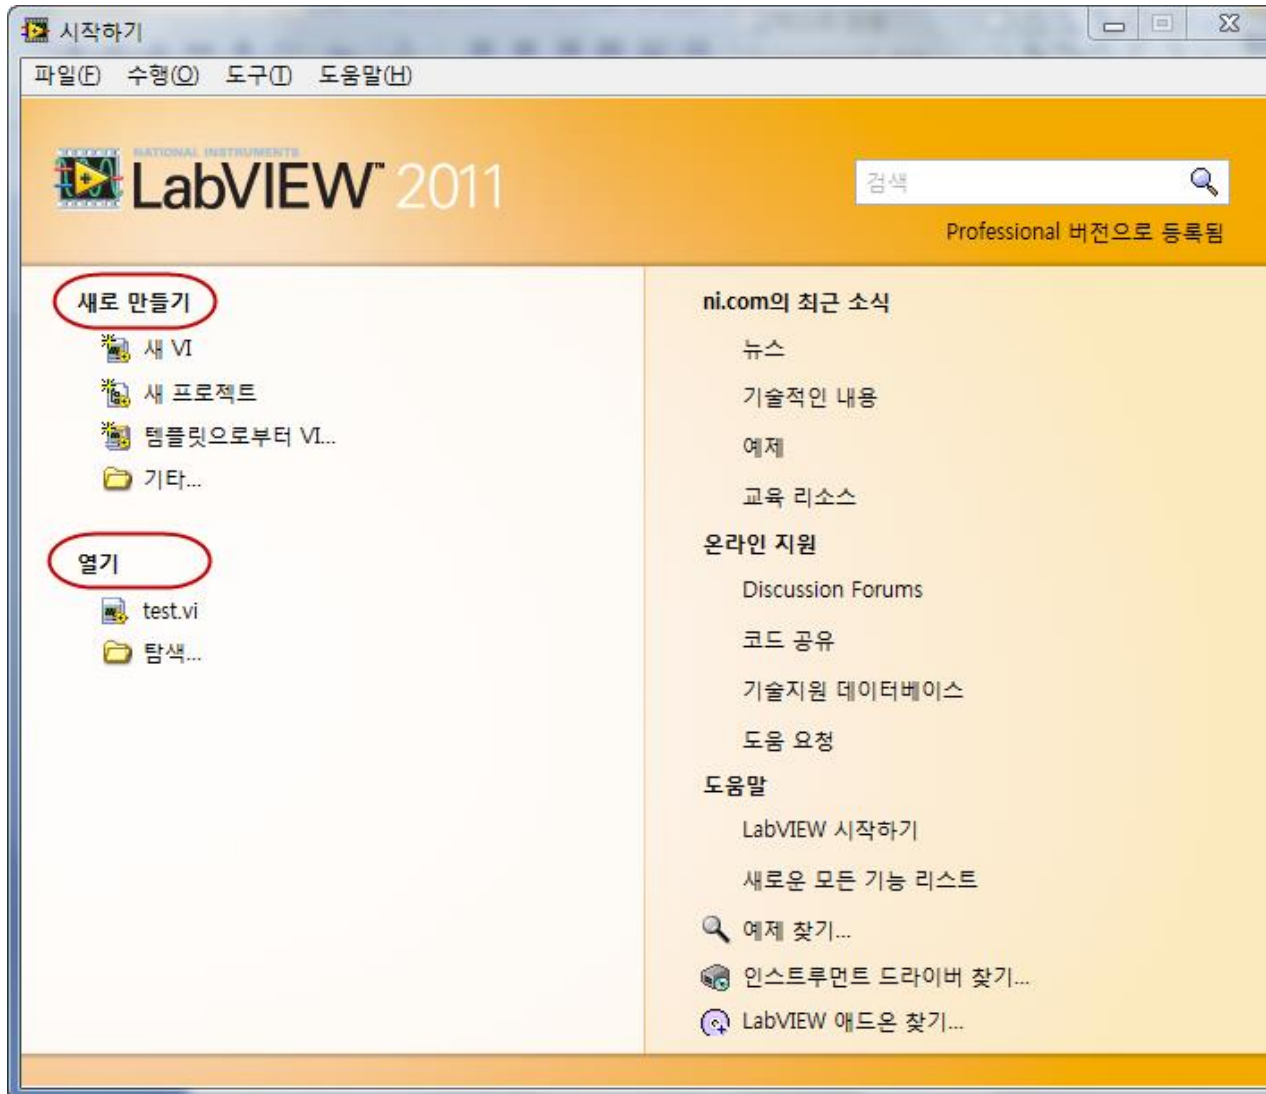 시작하기
파일(F) 수행(O) 도구(T) 도움말(H)
NATIONAL INSTRUMENTS
LabVIEW™ 2011
검색
Professional 버전으로 등록됨
새로 만들기
새 VI
새 프로젝트
템플릿으로부터 VI...
기타...
열기
test.vi
탐색...
ni.com의 최근 소식
뉴스
기술적인 내용
예제
교육 리소스
온라인 지원
Discussion Forums
코드 공유
기술지원 데이터베이스
도움 요청
도움말
LabVIEW 시작하기
새로운 모든 기능 리스트
예제 찾기...
인스트루먼트 드라이버 찾기...
LabVIEW 애드온 찾기...